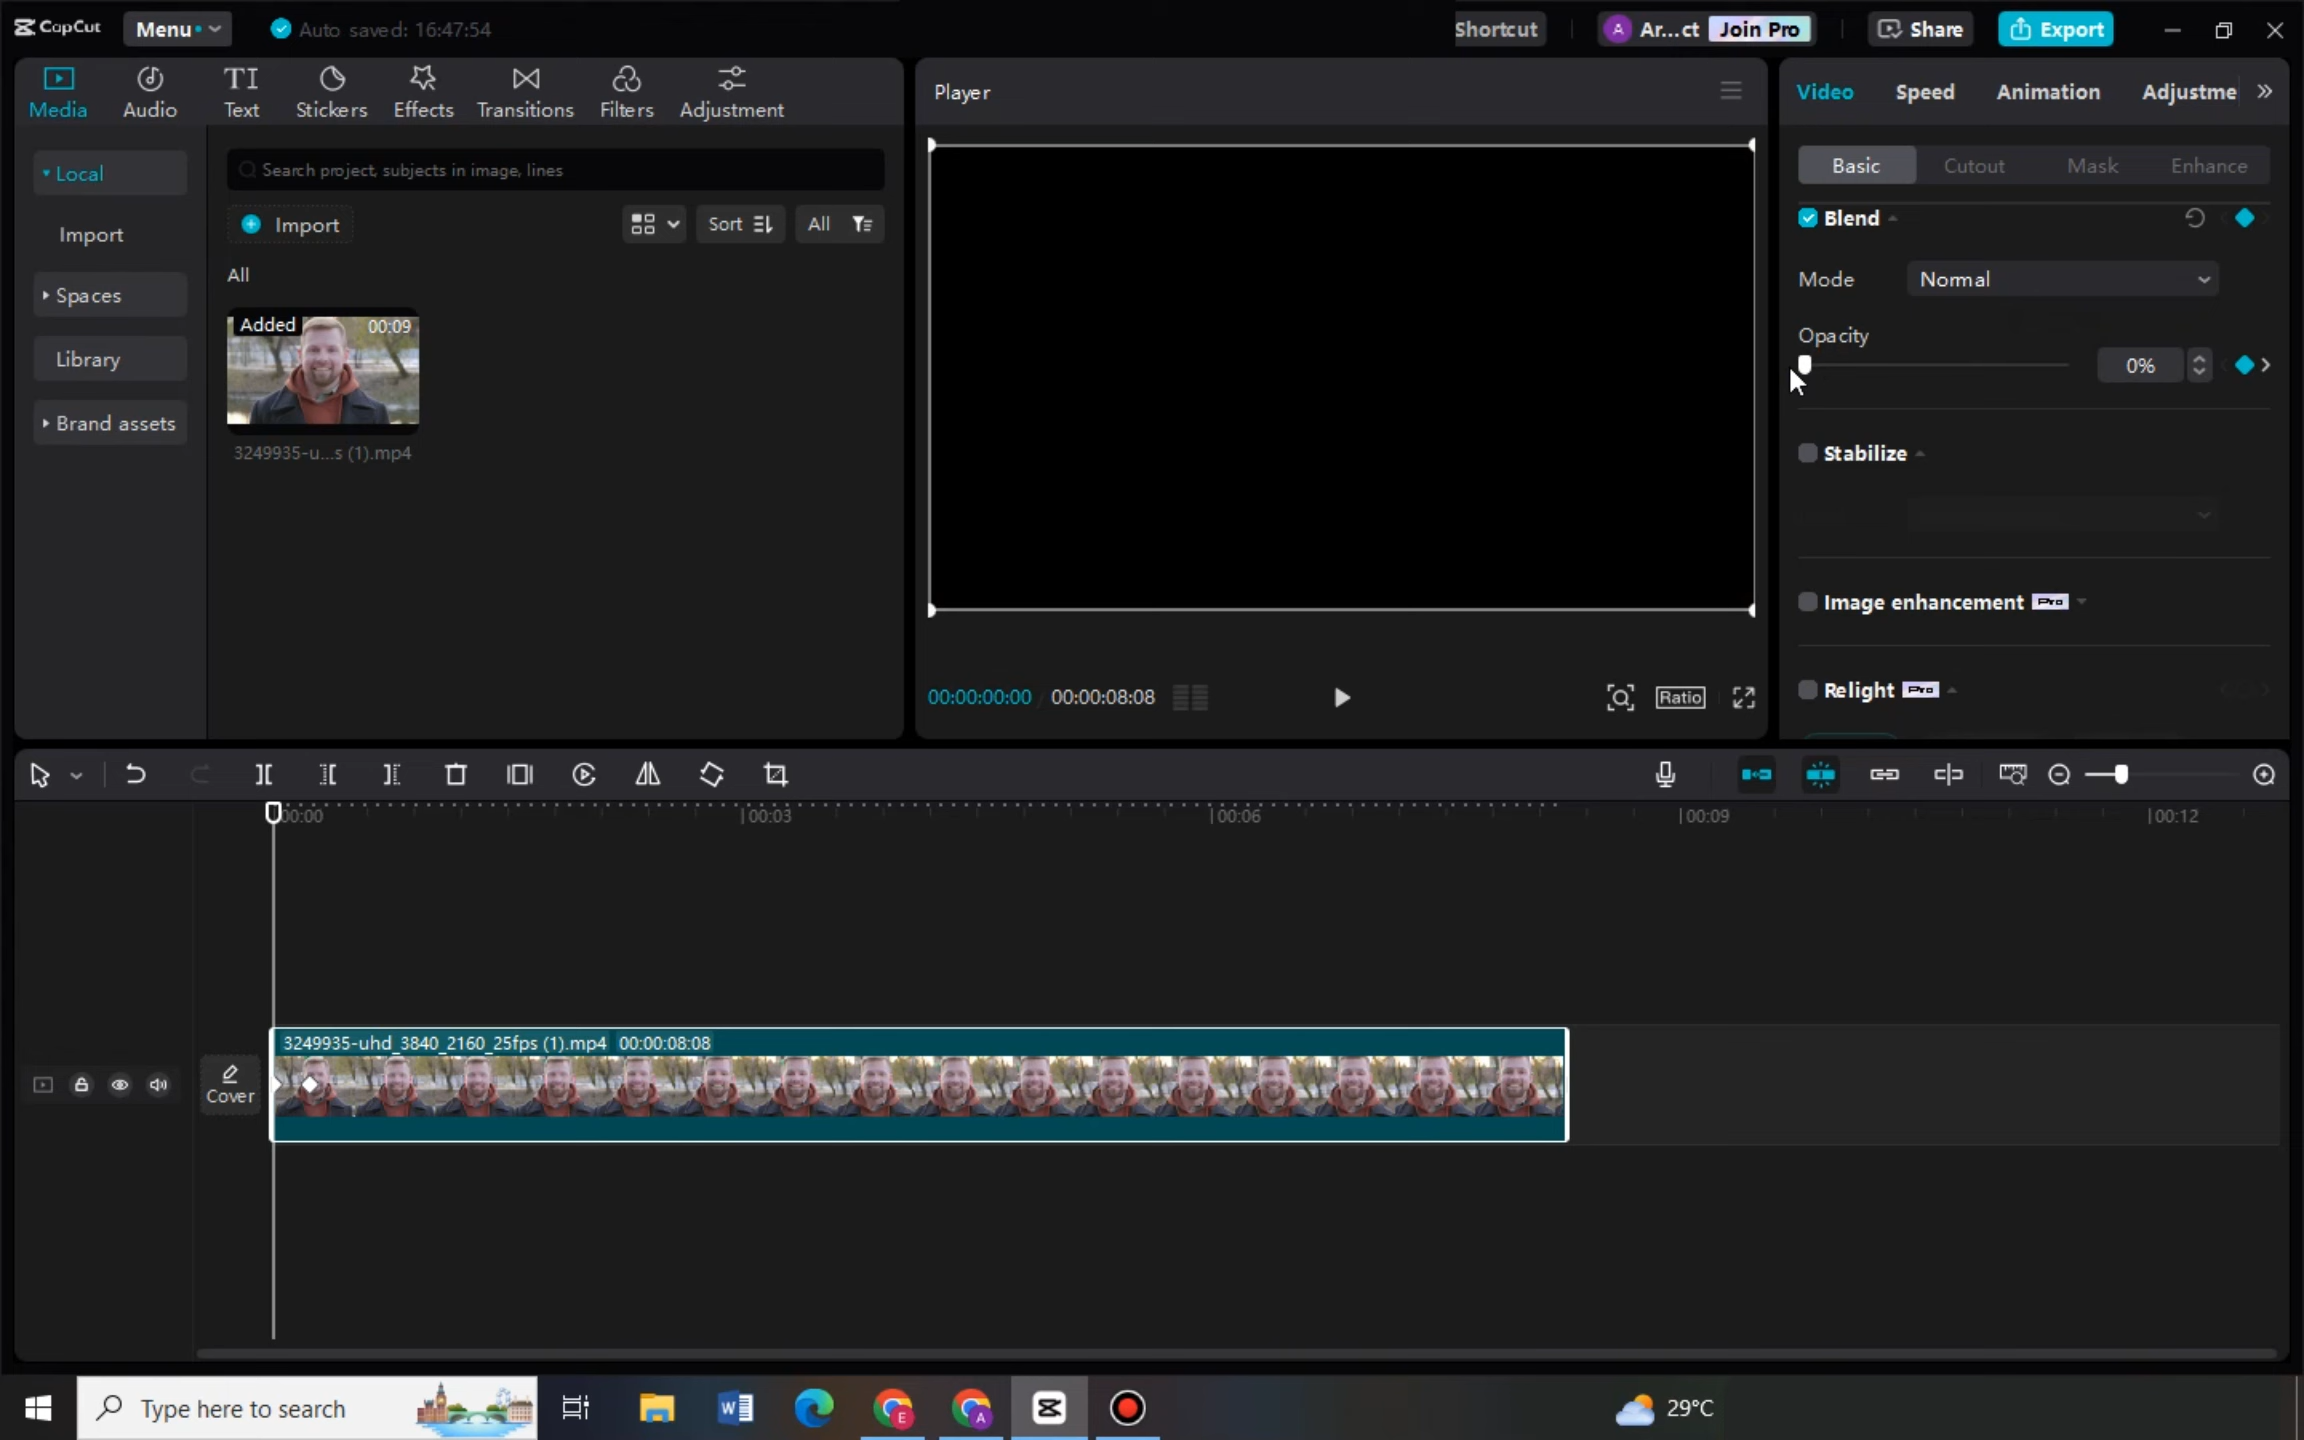 CapCut
Menu
Auto saved: 16:47:54
Shortcut
A
Ar...ct
Join Pro
Share
Export
Media
Audio
TI
Text
Stickers
Effects
Transitions
Filters
Adjustment
Player
Video
Speed
Animation
Adjustme
Local
Import
Spaces
Library
Brand assets
Search project, subjects in image, lines
Import
Sort
All
All
Added
00:09
3249935-u...s (1).mp4
Basic
Cutout
Mask
Enhance
Blend
Mode
Normal
Opacity
0%
Stabilize
Image enhancement
Pro
Relight
Pro
00:00:00:00
00:00:08:08
Ratio
00:00
00:03
00:06
00:09
00:12
3249935-uhd_3840_2160_25fps (1).mp4
00:00:08:08
Cover
Type here to search
E
A
29°C